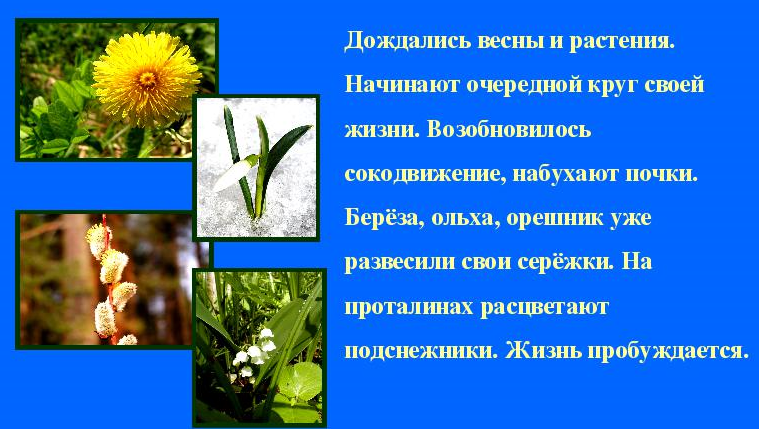 Дождались весны и растения.
Начинают очередной круг своей
жизни. Возобновилось
сокодвижение, набухают почки.
Берёза, ольха, орешник уже
развесили свои серёжки. На
проталинах расцветают
подснежники. Жизнь пробуждается.